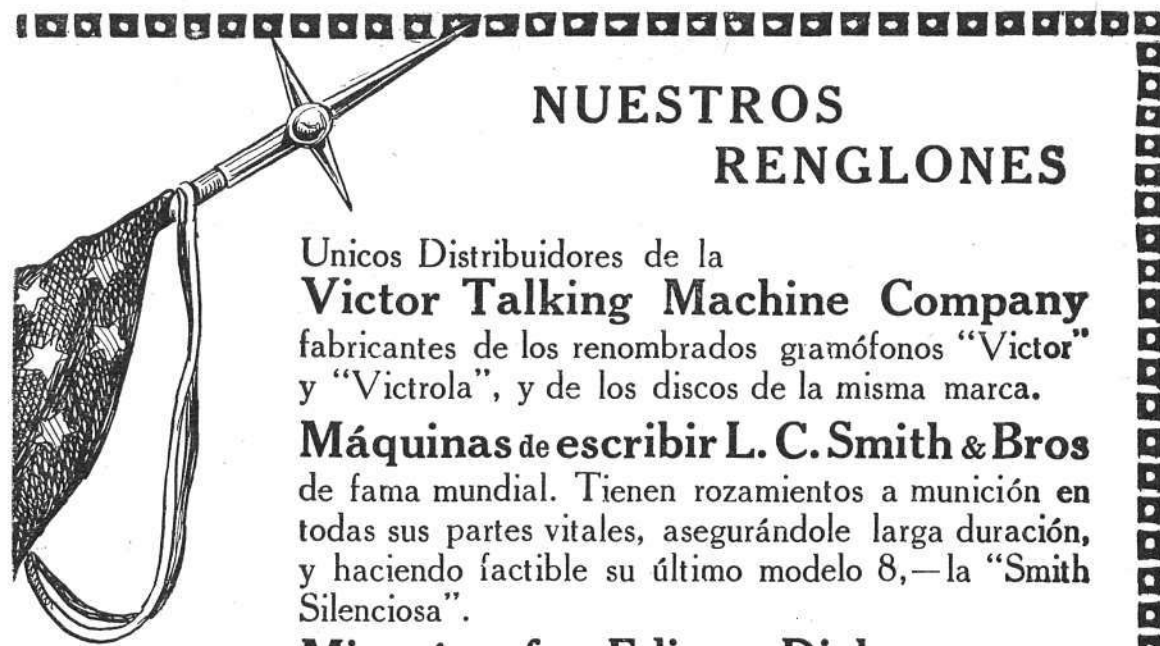 NUESTROS
RENGLONES
Unicos Distribuidores de la
Victor Talking Machine Company
fabricantes de los renombrados gramófonos “Victor”
y “Victrola”, y de los discos de la misma marca.
Máquinas de escribir L. C. Smith & Bros
de fama mundial. Tienen rozamientos a munición en
todas sus partes vitales, asegurándole larga duración,
y haciendo factible su último modelo 8,—la “Smith
Silenciosa”.